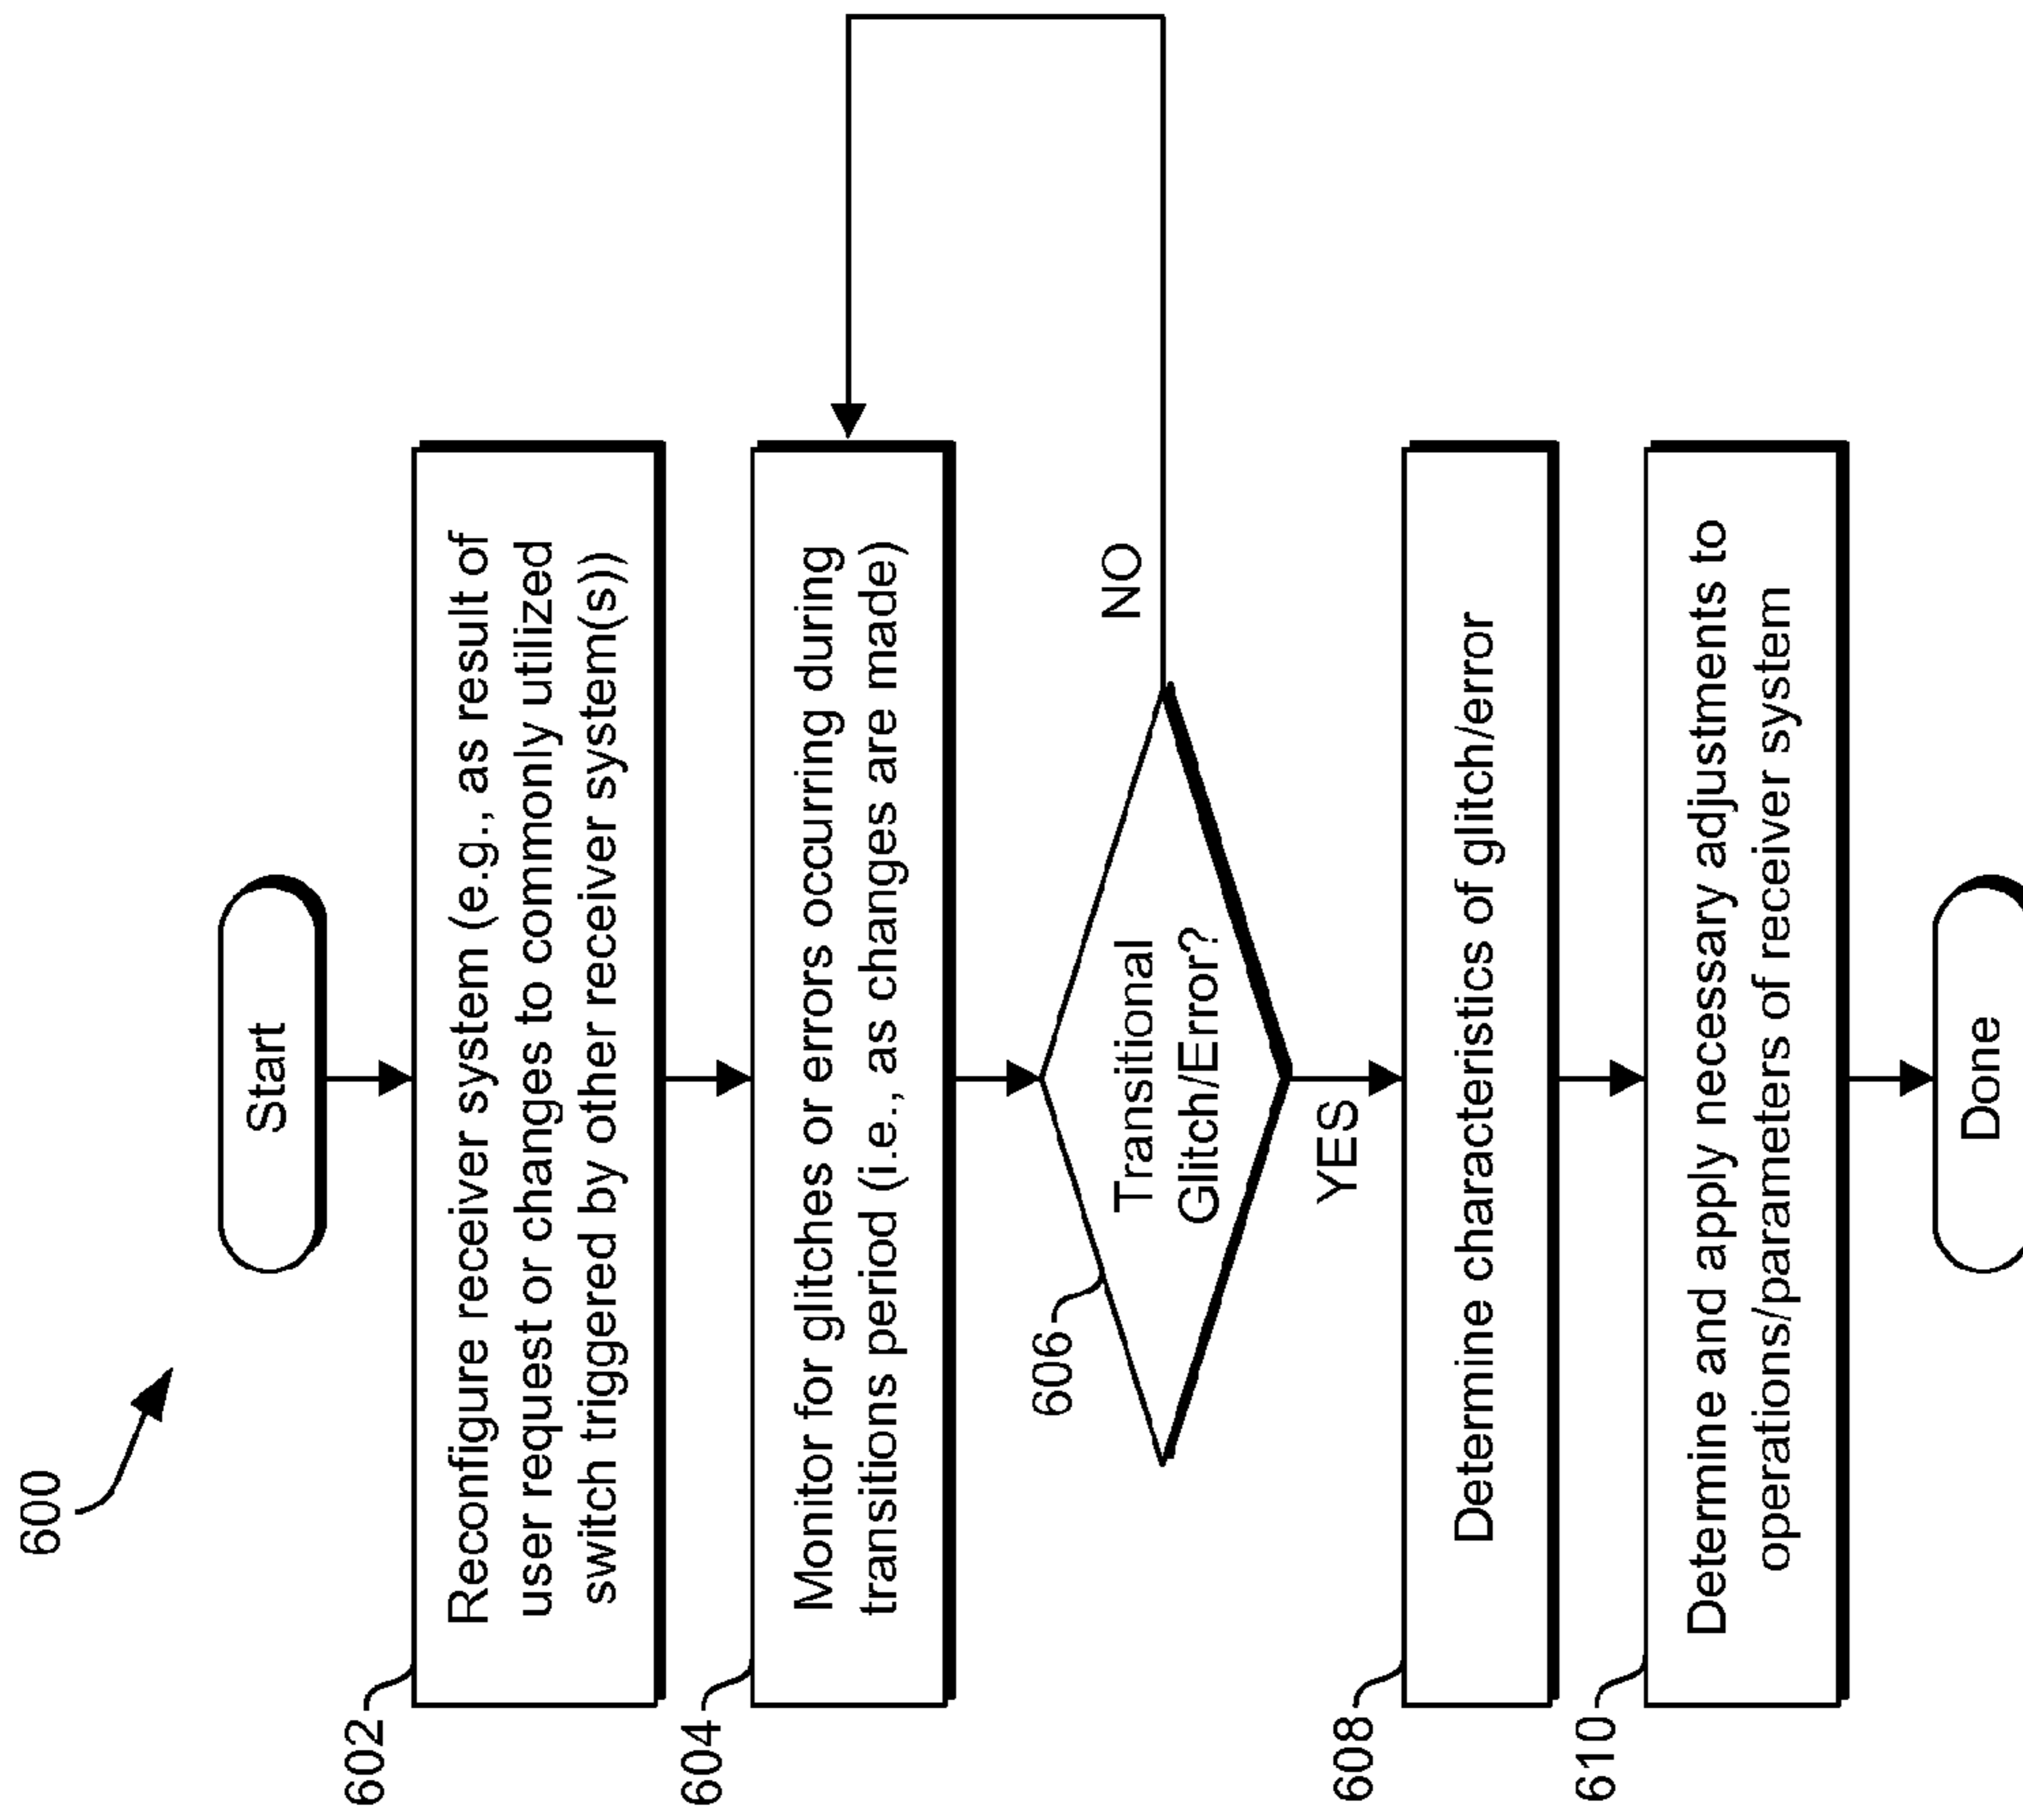 600
Start
602
Reconfigure receiver system (e.g., as result of
user request or changes to commonly utilized
switch triggered by other receiver system(s))
604
Monitor for glitches or errors occurring during
transitions period (i.e., as changes are made)
606
Transitional
Glitch/Error?
NO
YES
608
Determine characteristics of glitch/error
610
Determine and apply necessary adjustments to
operations/parameters of receiver system
Done